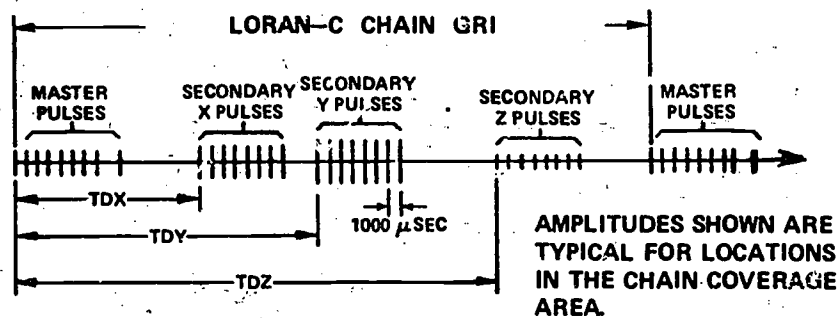 LORAN-C CHAIN GRI
MASTER
PULSES
SECONDARY
X PULSES
SECONDARY
Y PULSES
SECONDARY
Z PULSES
MASTER
PULSES
TDX
TDY
1000 μSEC
TDZ
AMPLITUDES SHOWN ARE
TYPICAL FOR LOCATIONS
IN THE CHAIN COVERAGE
AREA.